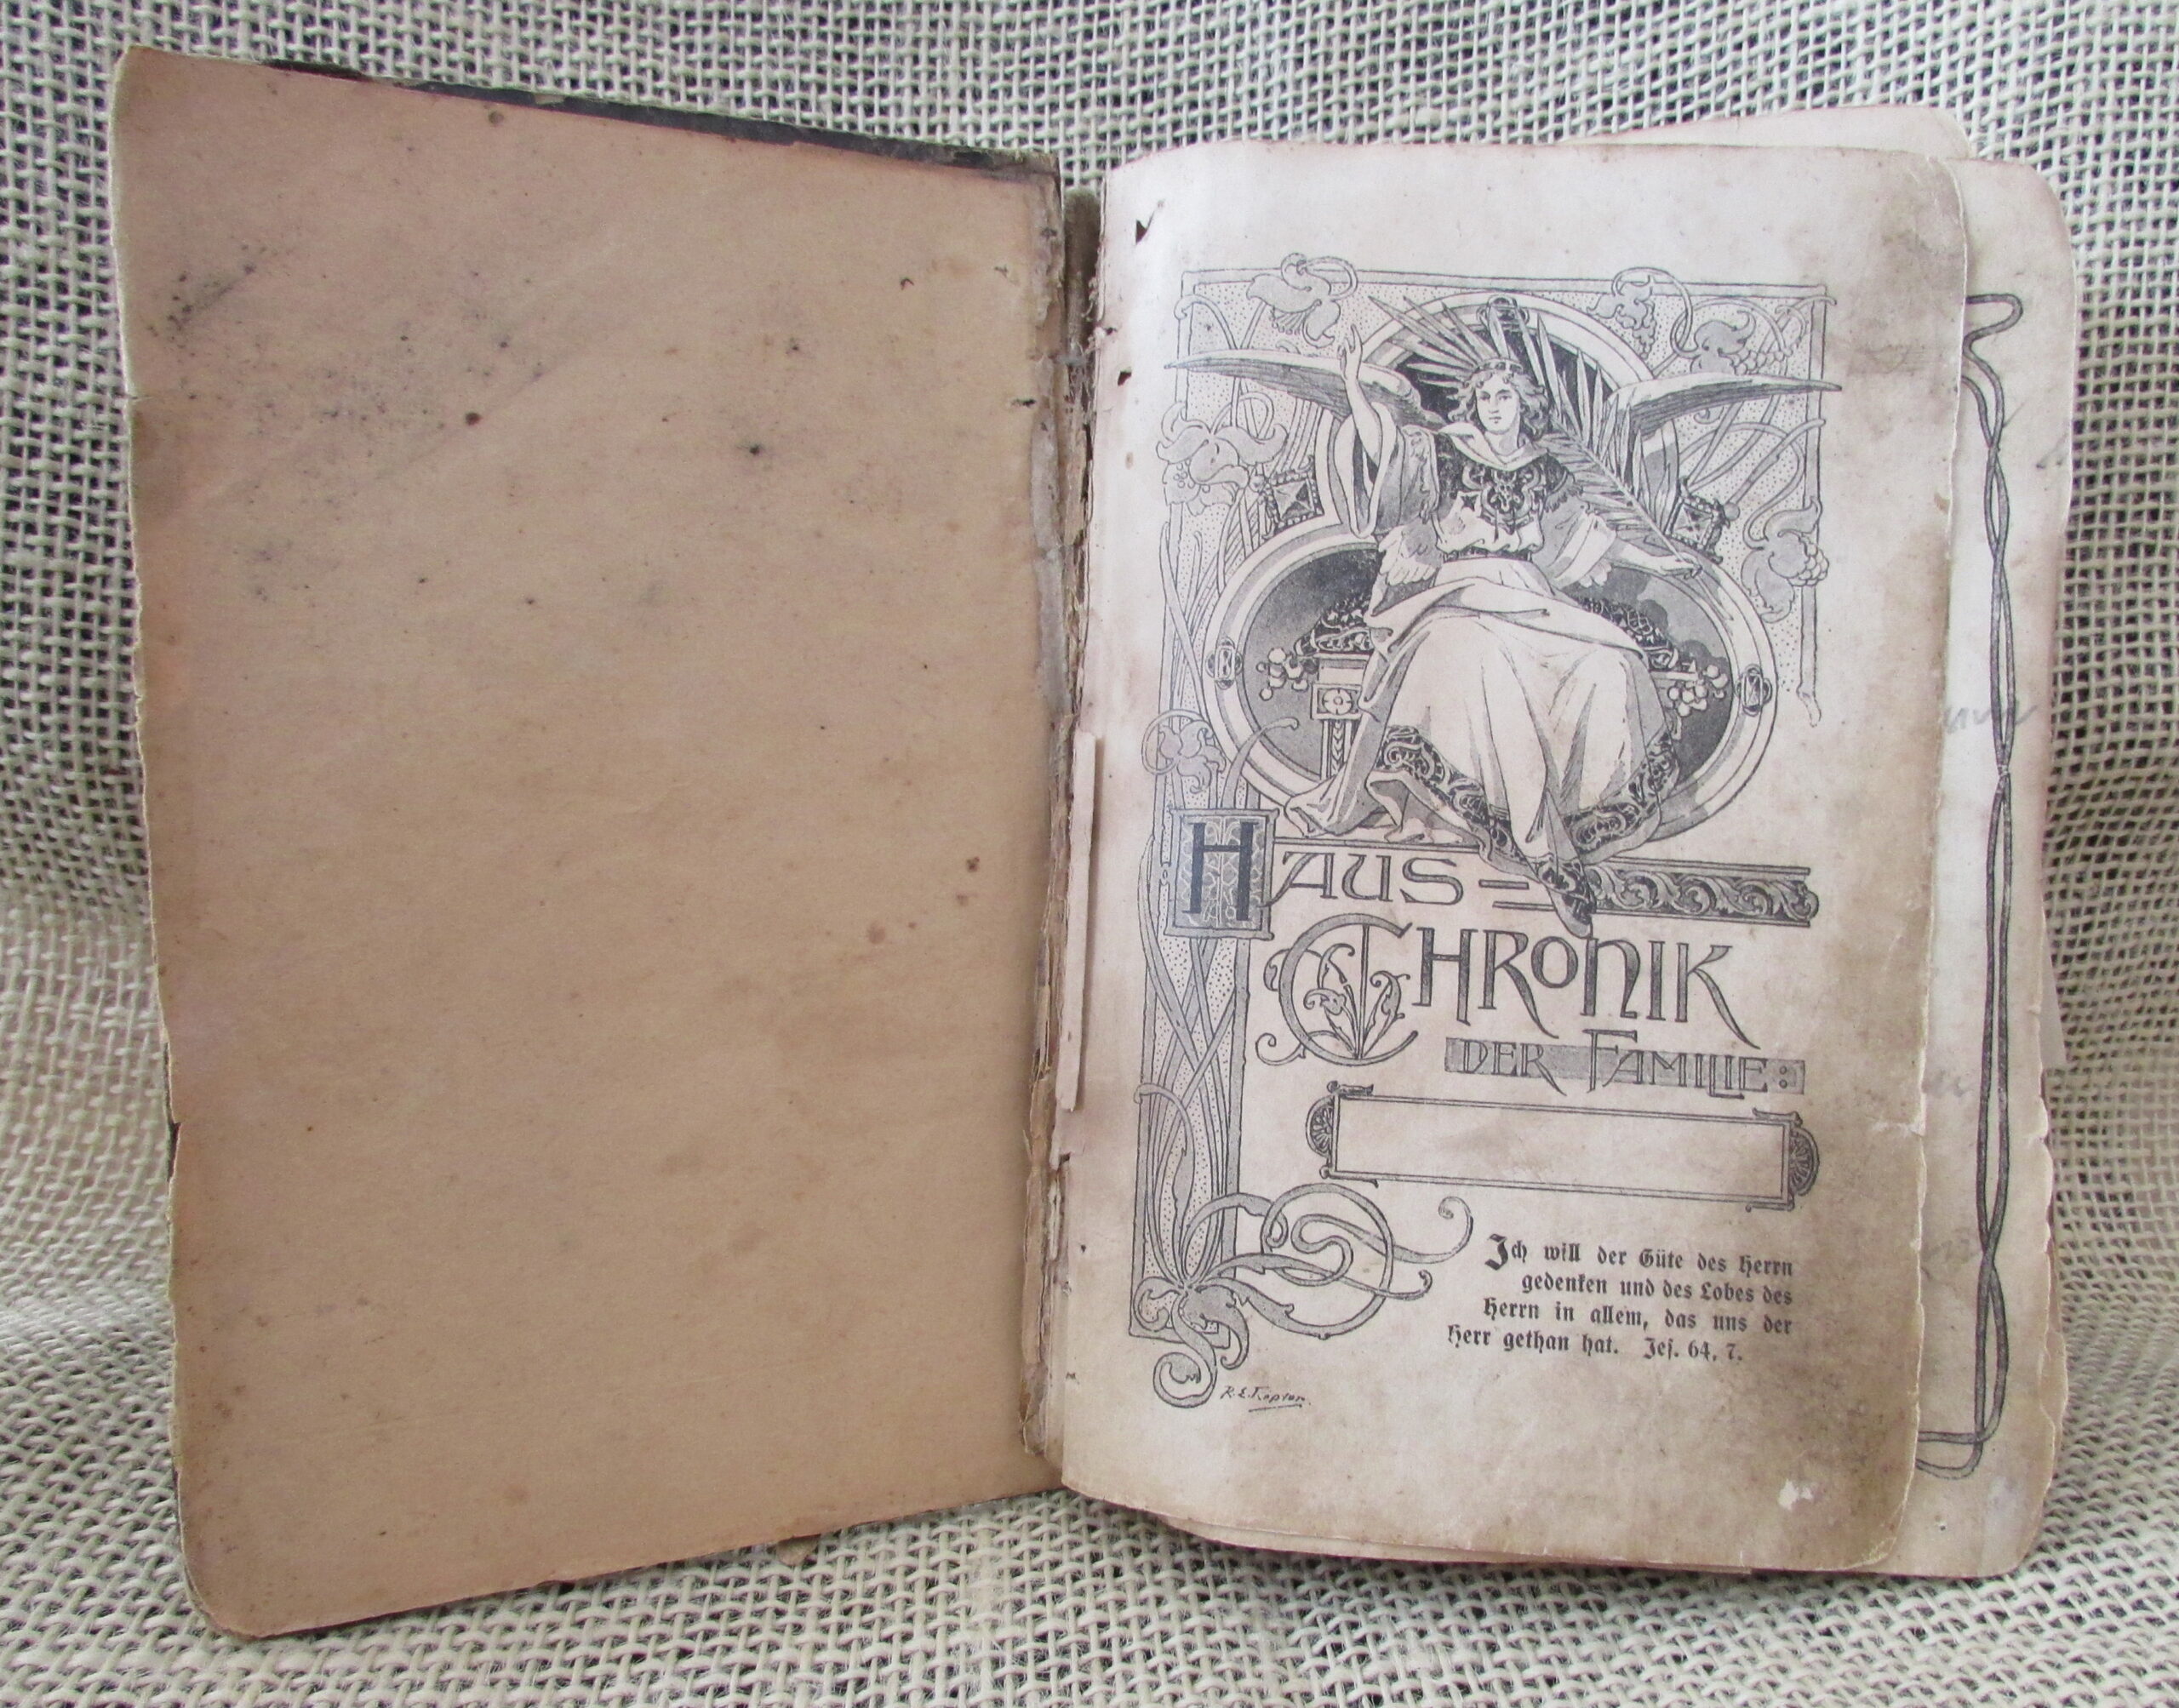 HAUS-
CHRONIK
DER FAMILIE:
Ich will der Güte des Herrn
gedenken und des Lobes des
Herrn in allem, das uns der
Herr gethan hat. Jes. 64, 7.